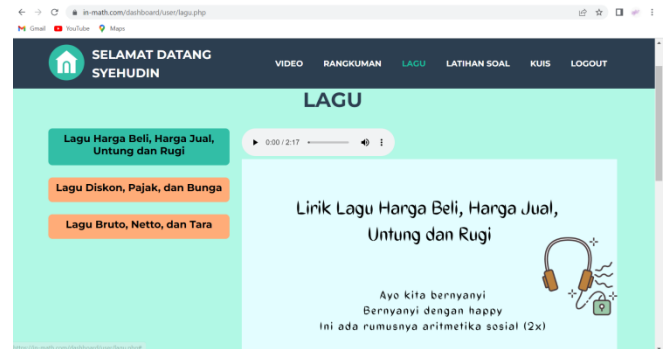 in-math.com/dashboard/user/lagu.php
Gmail YouTube Maps
SELAMAT DATANG
SYEHUDIN
VIDEO RANGKUMAN LAGU LATIHAN SOAL KUIS LOGOUT
LAGU
Lagu Harga Beli, Harga Jual,
Untung dan Rugi
0:00 / 2:17
Lagu Diskon, Pajak, dan Bunga
Lagu Bruto, Netto, dan Tara
Lirik Lagu Harga Beli, Harga Jual,
Untung dan Rugi
Ayo kita bernyanyi
Bernyanyi dengan happy
Ini ada rumusnya aritmetika sosial (2x)